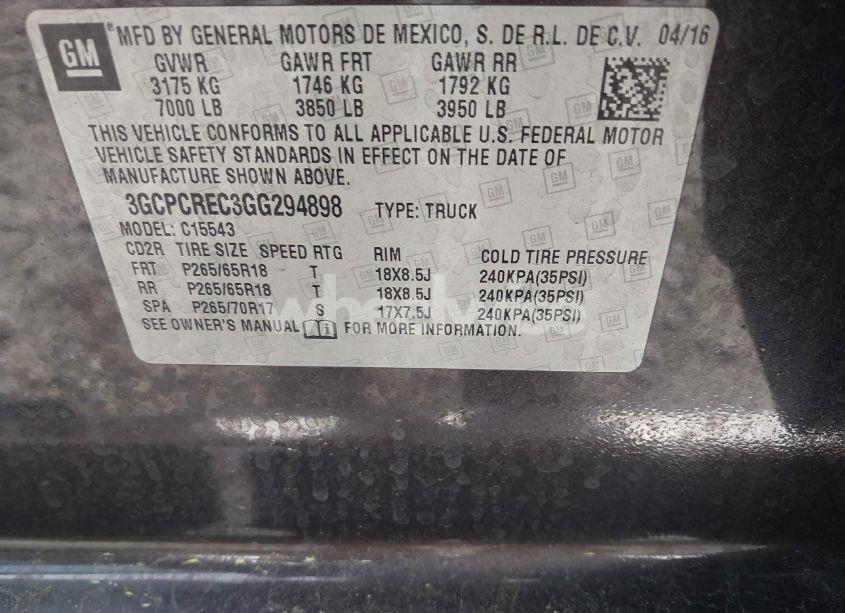 GM ® MFD BY GENERAL MOTORS DE MEXICO, S. DE R.L. DE C.V. 04/16
GVWR GAWR FRT GAWR RR
3175 KG 1746 KG 1792 KG
7000 LB 3850 LB 3950 LB
THIS VEHICLE CONFORMS TO ALL APPLICABLE U.S. FEDERAL MOTOR
VEHICLE SAFETY STANDARDS IN EFFECT ON THE DATE OF
MANUFACTURE SHOWN ABOVE.
3GCPCREC3GG294898 TYPE: TRUCK
MODEL: C15543
CD2R TIRE SIZE SPEED RTG RIM COLD TIRE PRESSURE
FRT P265/65R18 T 18X8.5J 240KPA(35PSI)
RR P265/65R18 T 18X8.5J 240KPA(35PSI)
SPA P265/70R17 S 17X7.5J 240KPA(35PSI)
SEE OWNER'S MANUAL i FOR MORE INFORMATION.